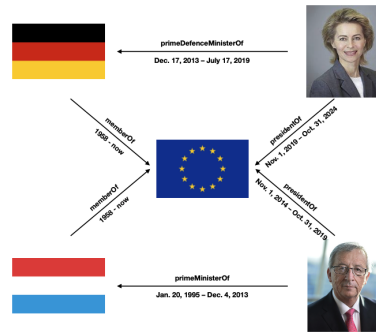 primeDefenceMinisterOf
Dec. 17, 2013 – July 17, 2019
memberOf
1958 - now
presidentOf
Nov. 1, 2019 – Oct. 31, 2024
memberOf
1958 - now
presidentOf
Nov. 1, 2014 – Oct. 31, 2019
primeMinisterOf
Jan. 20, 1995 – Dec. 4, 2013